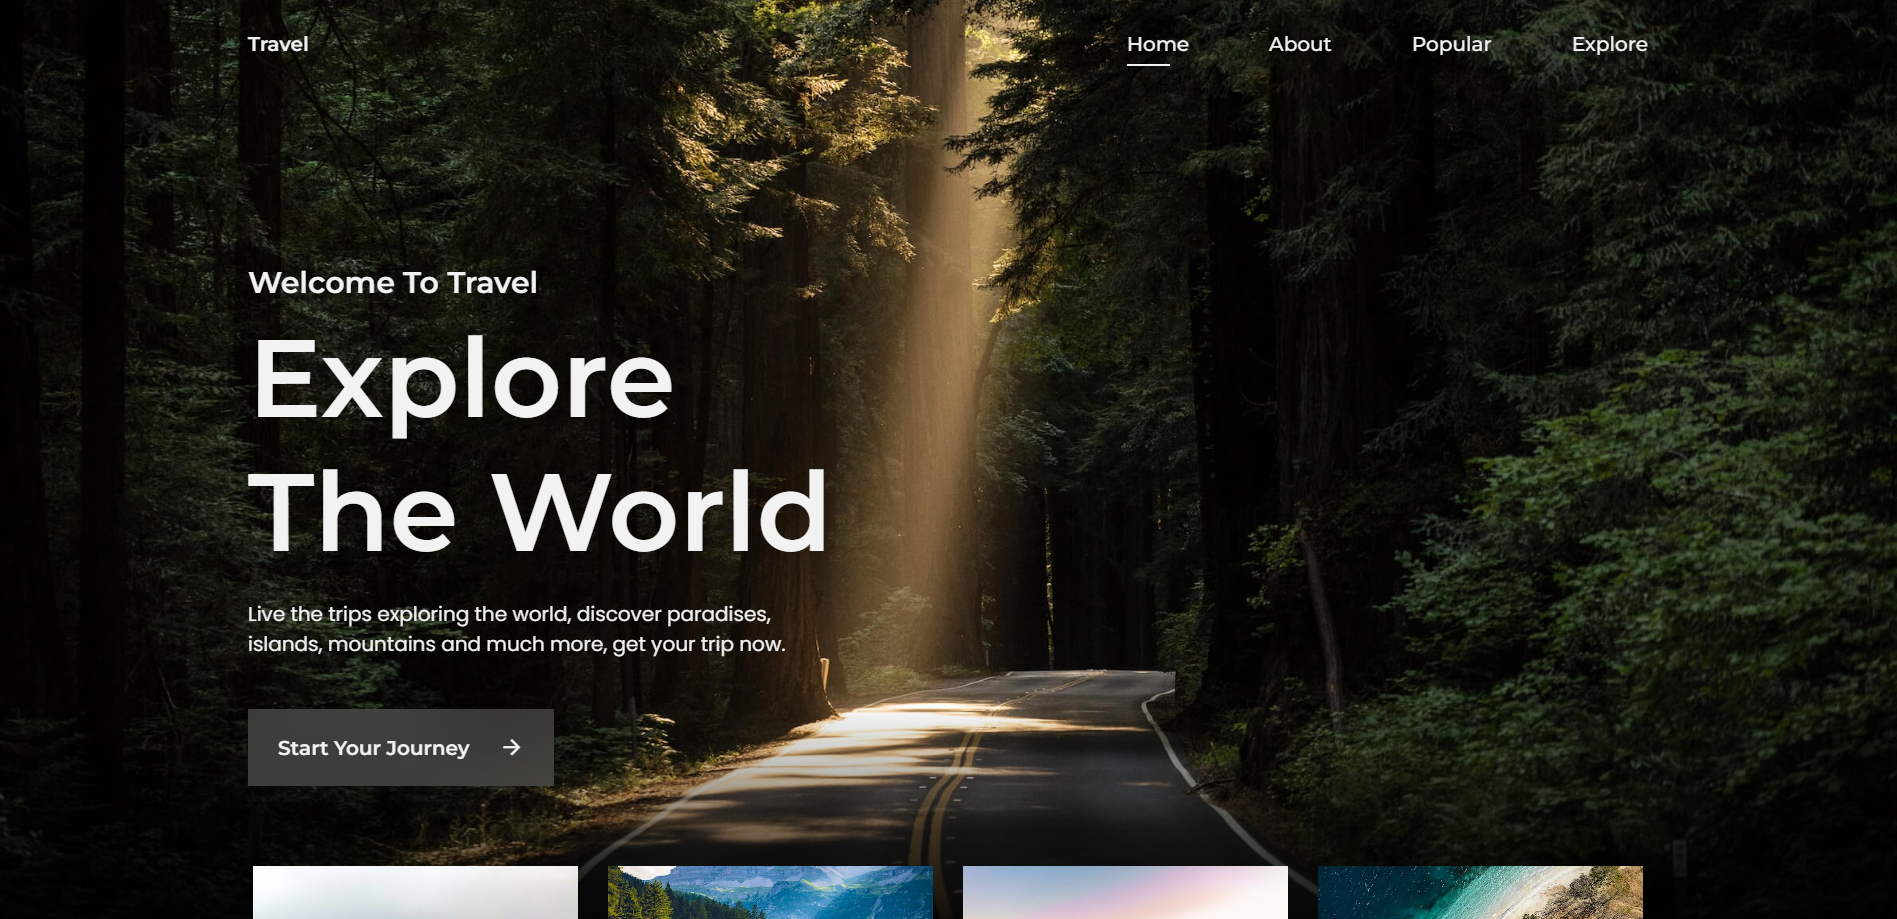 Travel
Home
About
Popular
Explore
Welcome To Travel
Explore
The World
Live the trips exploring the world, discover paradises,
islands, mountains and much more, get your trip now.
Start Your Journey